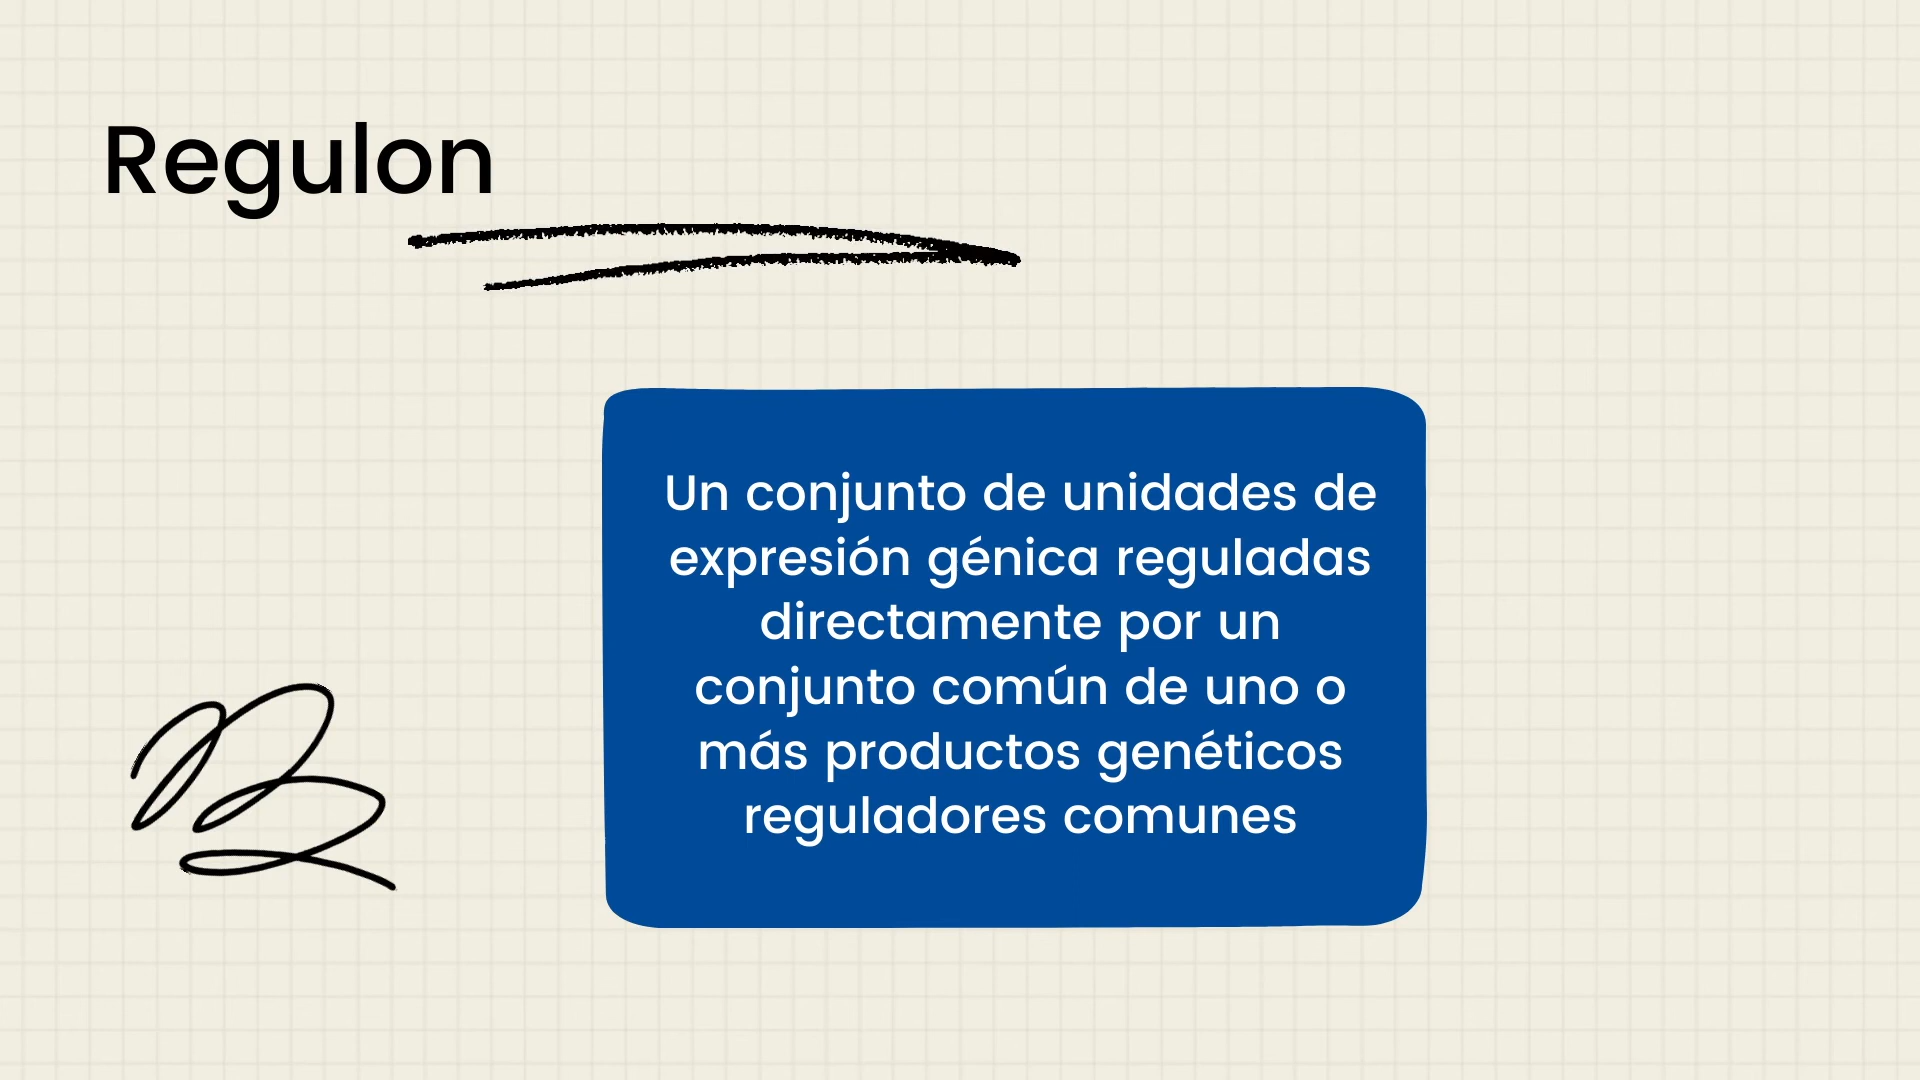 Regulon
Un conjunto de unidades de
expresión génica reguladas
directamente por un
conjunto común de uno o
más productos genéticos
reguladores comunes